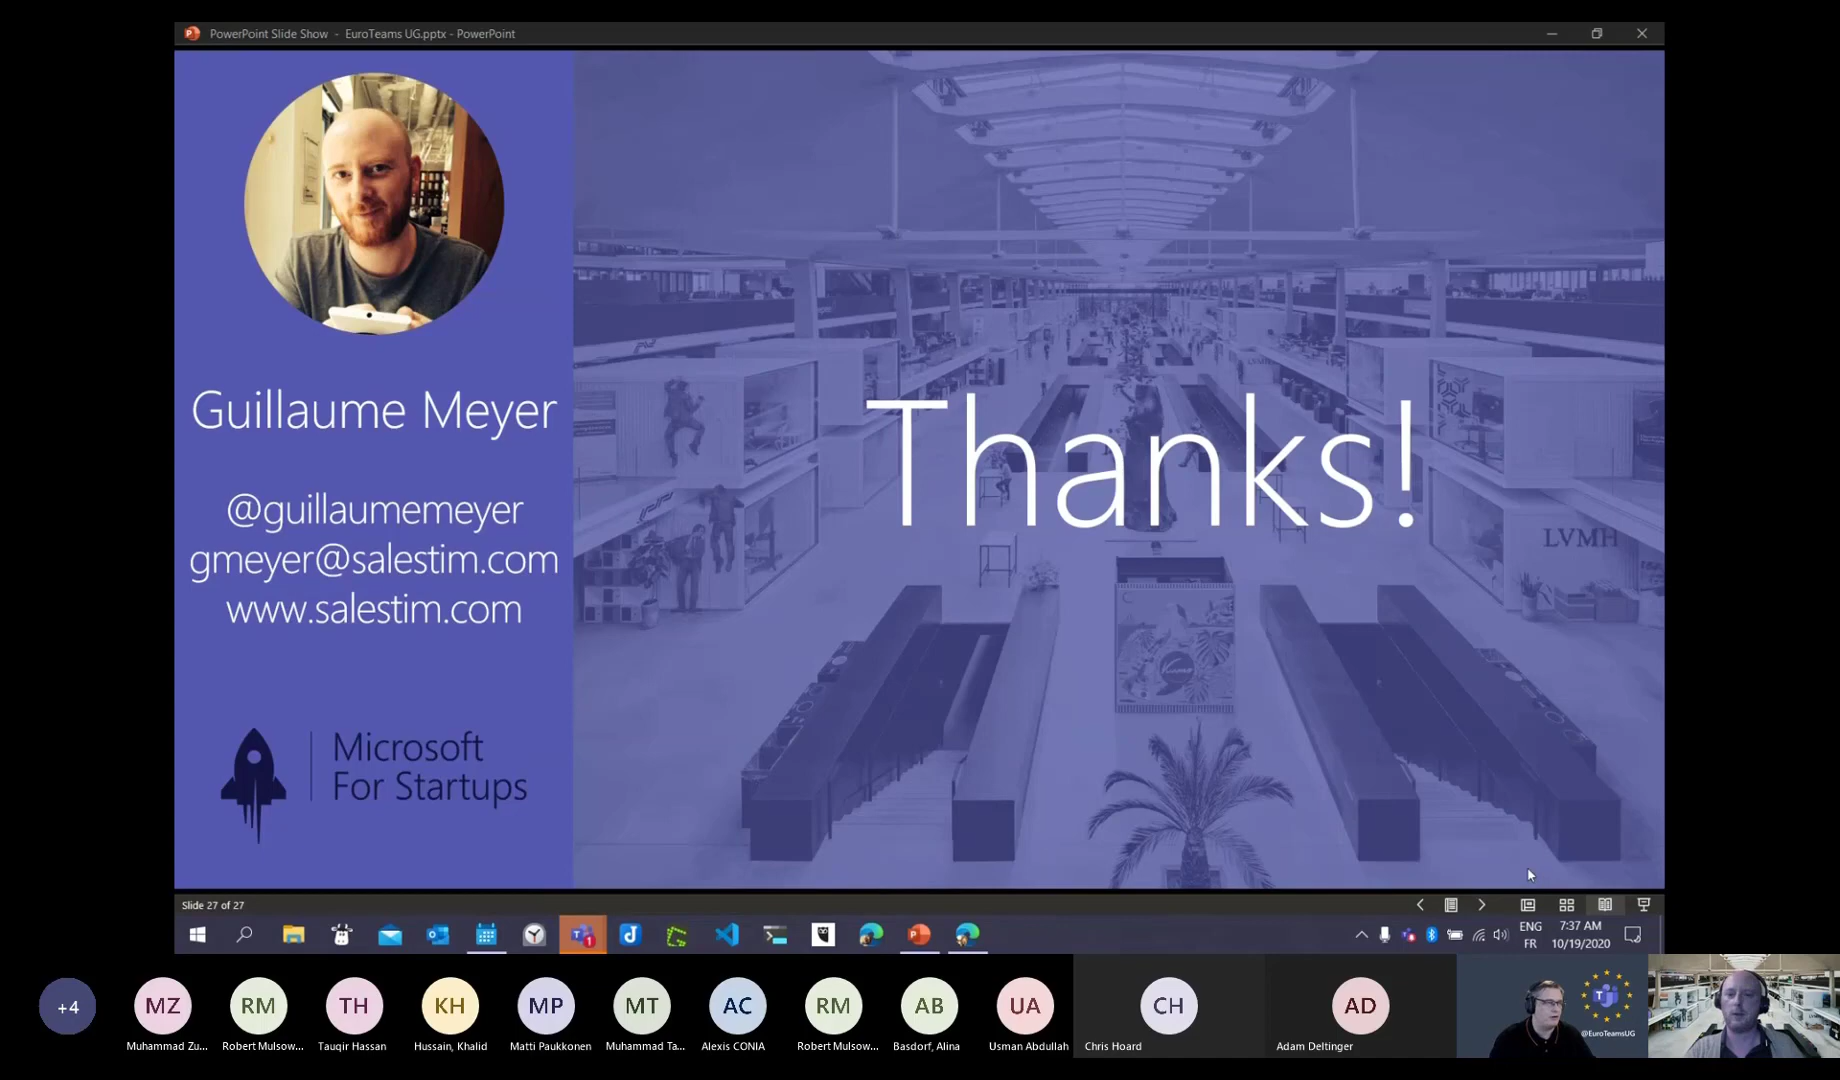 PowerPoint Slide Show - EuroTeams UG.pptx - PowerPoint
Guillaume Meyer
@guillaumemeyer
gmeyer@salestim.com
www.salestim.com
Microsoft
For Startups
Thanks!
LVMH
Slide 27 of 27
ENG
FR
7:37 AM
10/19/2020
+4
MZ
RM
TH
KH
MP
MT
AC
RM
AB
UA
CH
AD
Muhammad Zu...
Robert Mulsow...
Tauqir Hassan
Hussain, Khalid
Matti Paukkonen
Muhammad Ta...
Alexis CONIA
Robert Mulsow...
Basdorf, Alina
Usman Abdullah
Chris Hoard
Adam Deltinger
@EuroTeamsUG